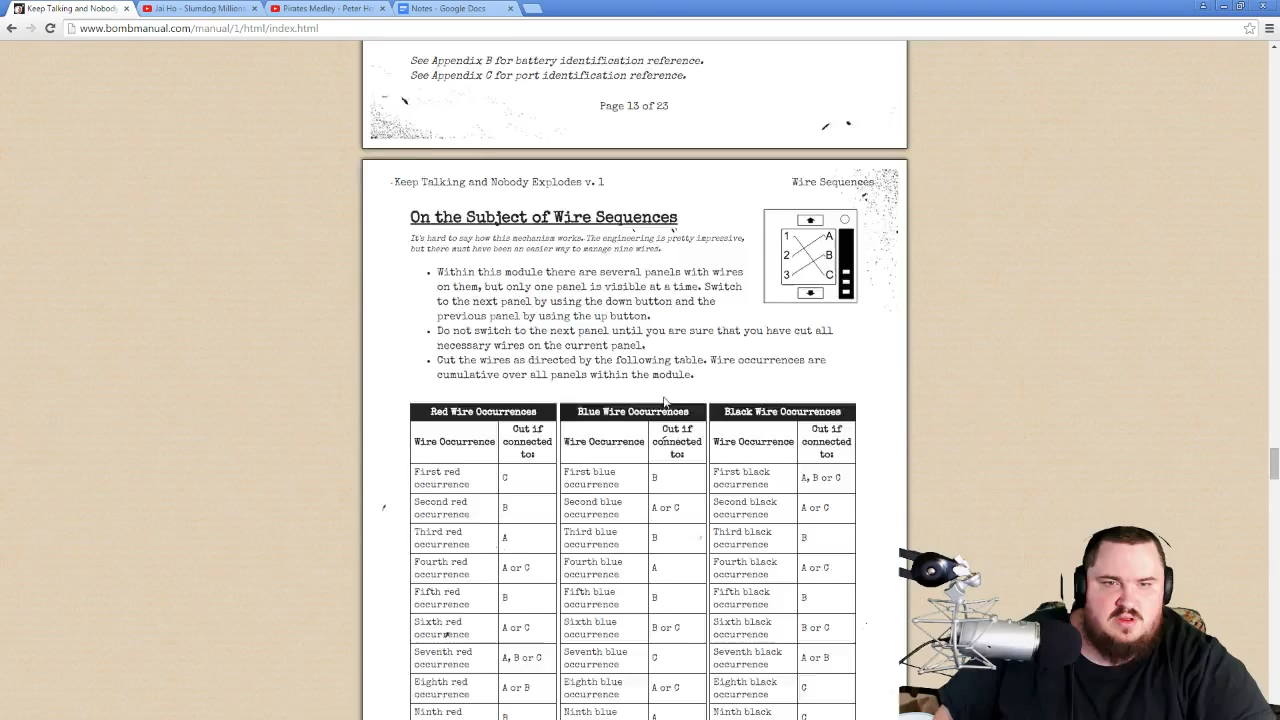 Keep Talking and Nobody
Jai Ho - Slumdog Million
Pirates Medley - Peter Ho
Notes - Google Docs
www.bombmanual.com/manual/1/html/index.html
See Appendix B for battery identification reference.
See Appendix C for port identification reference.
Page 13 of 23
Keep Talking and Nobody Explodes v. 1
Wire Sequences
On the Subject of Wire Sequences
It's hard to say how this mechanism works. The engineering is pretty impressive,
but there must have been an easier way to manage nine wires.
1 A
2 B
3 C
• Within this module there are several panels with wires
on them, but only one panel is visible at a time. Switch
to the next panel by using the down button and the
previous panel by using the up button.
• Do not switch to the next panel until you are sure that you have cut all
necessary wires on the current panel.
• Cut the wires as directed by the following table. Wire occurrences are
cumulative over all panels within the module.
Red Wire Occurrences
Wire Occurrence
Cut if
connected
to:
First red
occurrence
C
Second red
occurrence
B
Third red
occurrence
A
Fourth red
occurrence
A or C
Fifth red
occurrence
B
Sixth red
occurrence
A or C
Seventh red
occurrence
A, B or C
Eighth red
occurrence
A or B
Ninth red
B
Blue Wire Occurrences
Wire Occurrence
Cut if
connected
to:
First blue
occurrence
B
Second blue
occurrence
A or C
Third blue
occurrence
B
Fourth blue
occurrence
A
Fifth blue
occurrence
B
Sixth blue
occurrence
B or C
Seventh blue
occurrence
C
Eighth blue
occurrence
A or C
Ninth blue
A
Black Wire Occurrences
Wire Occurrence
Cut if
connected
to:
First black
occurrence
A, B or C
Second black
occurrence
A or C
Third black
occurrence
B
Fourth black
occurrence
A or C
Fifth black
occurrence
B
Sixth black
occurrence
B or C
Seventh black
occurrence
A or B
Eighth black
occurrence
C
Ninth black
C